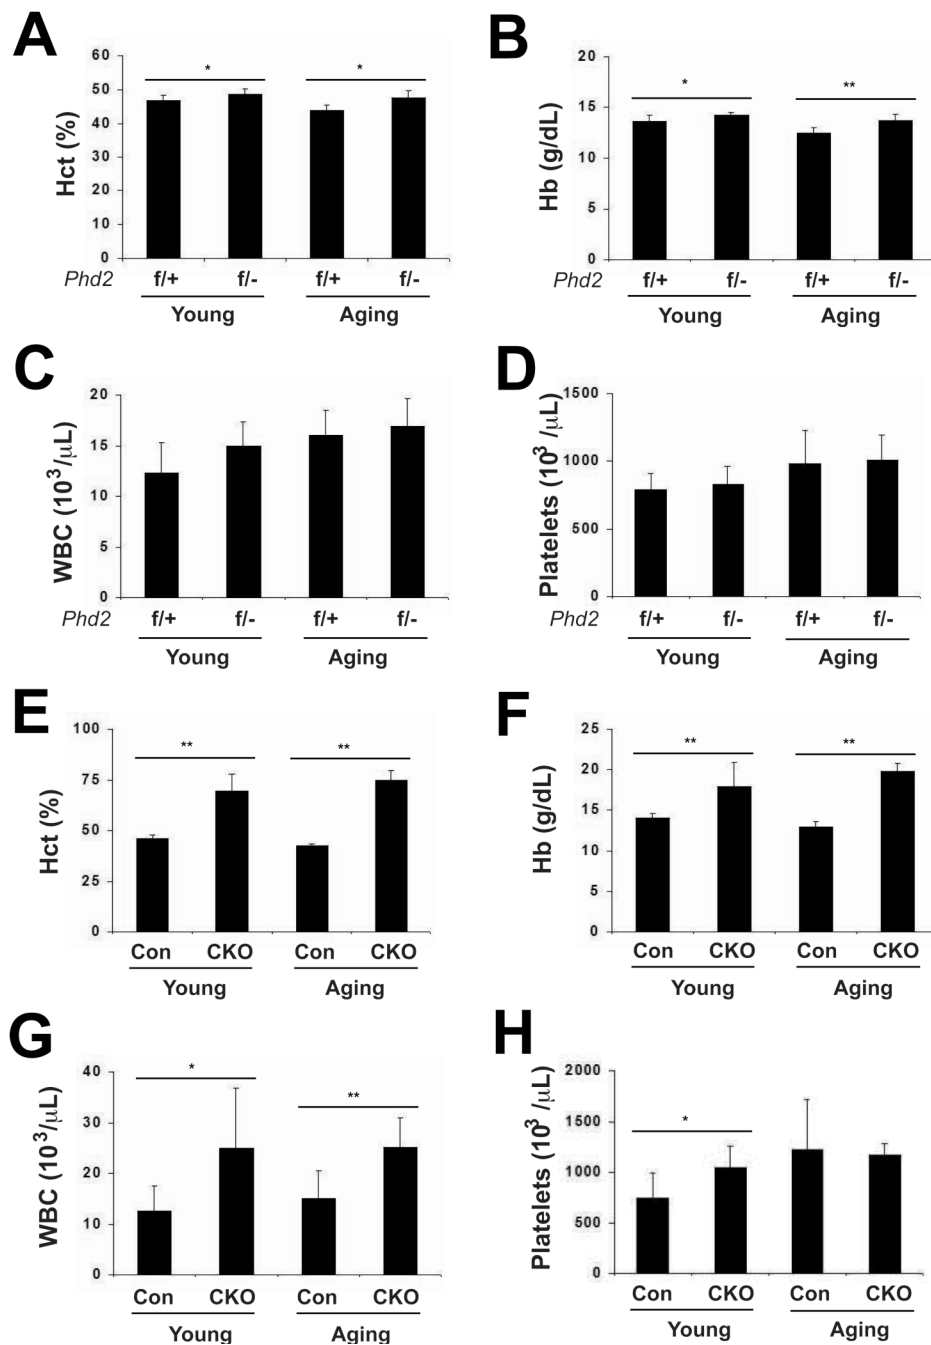 A
60
50
40
30
20
10
0
Hct (%)
*
*
Phd2 f/+ f/- f/+ f/-
Young Aging
B
20
15
10
5
0
Hb (g/dL)
*
**
f/+ f/- f/+ f/-
Young Aging
C
20
15
10
5
0
WBC (10³/µL)
Phd2 f/+ f/- f/+ f/-
Young Aging
D
1500
1000
500
0
Platelets (10³ /µL)
f/+ f/- f/+ f/-
Young Aging
E
100
75
50
25
0
Hct (%)
**
**
Con CKO Con CKO
Young Aging
F
25
20
15
10
5
0
Hb (g/dL)
**
**
Con CKO Con CKO
Young Aging
G
40
30
20
10
0
WBC (10³/µL)
*
**
Con CKO Con CKO
Young Aging
H
2000
1500
1000
500
0
Platelets (10³ /µL)
*
Con CKO Con CKO
Young Aging